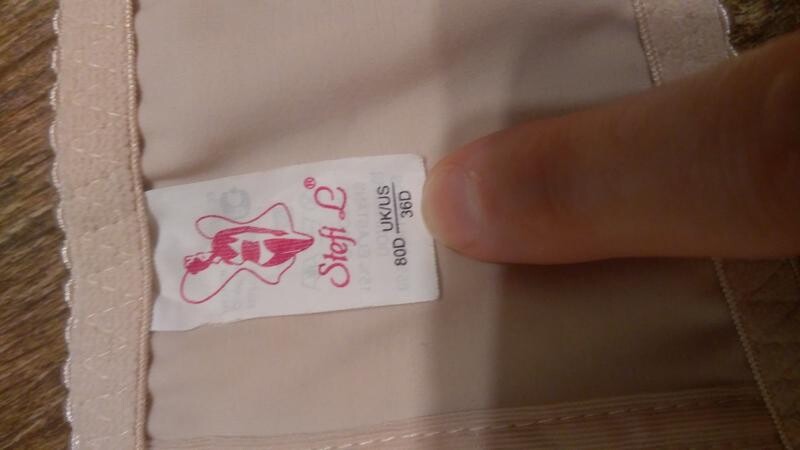 Stefi L®
UK/US
80D 36D